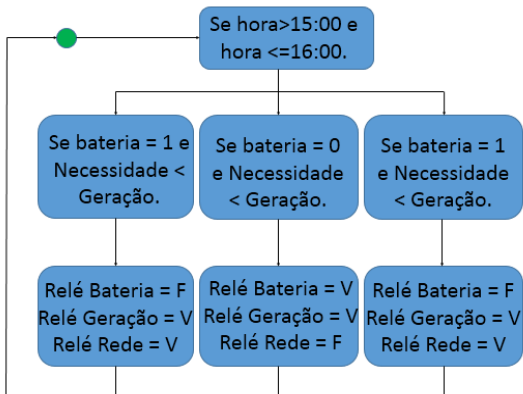 Se hora>15:00 e
hora <=16:00.
Se bateria = 1 e
Necessidade <
Geração.
Se bateria = 0
e Necessidade
< Geração.
Se bateria = 1
e Necessidade
< Geração.
Relé Bateria = F
Relé Geração = V
Relé Rede = V
Relé Bateria = V
Relé Geração = V
Relé Rede = F
Relé Bateria = F
Relé Geração = V
Relé Rede = V